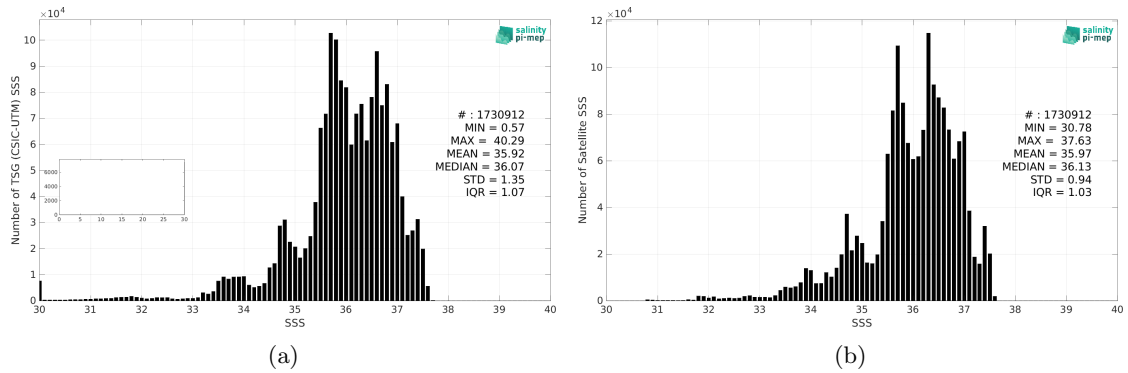 ×10⁴
10
9
8
7
6
5
4
3
2
1
0
Number of TSG (CSIC-UTM) SSS
salinity
pi-mep
# : 1730912
MIN = 0.57
MAX = 40.29
MEAN = 35.92
MEDIAN = 36.07
STD = 1.35
IQR = 1.07
6000
4000
2000
0
0 5 10 15 20 25 30
30 31 32 33 34 35 36 37 38 39 40
SSS
(a)
×10⁴
12
10
8
6
4
2
0
Number of Satellite SSS
salinity
pi-mep
# : 1730912
MIN = 30.78
MAX = 37.63
MEAN = 35.97
MEDIAN = 36.13
STD = 0.94
IQR = 1.03
30 31 32 33 34 35 36 37 38 39 40
SSS
(b)